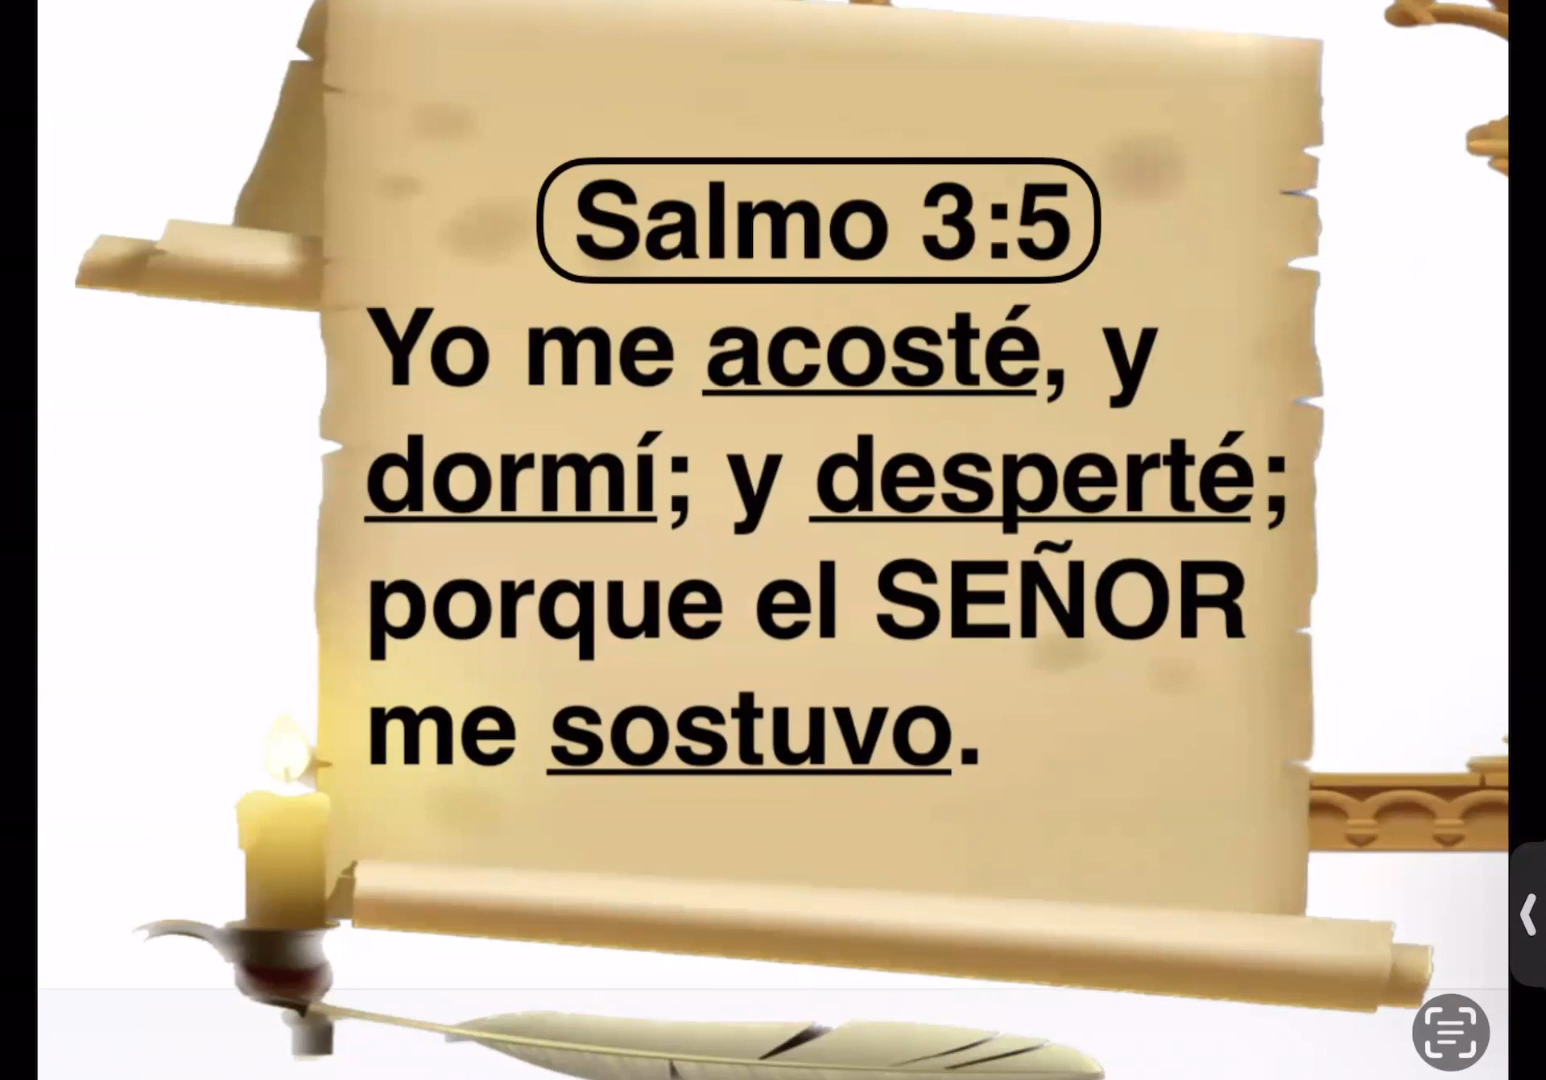 Salmo 3:5
Yo me acosté, y
dormí; y desperté;
porque el SEÑOR
me sostuvo.